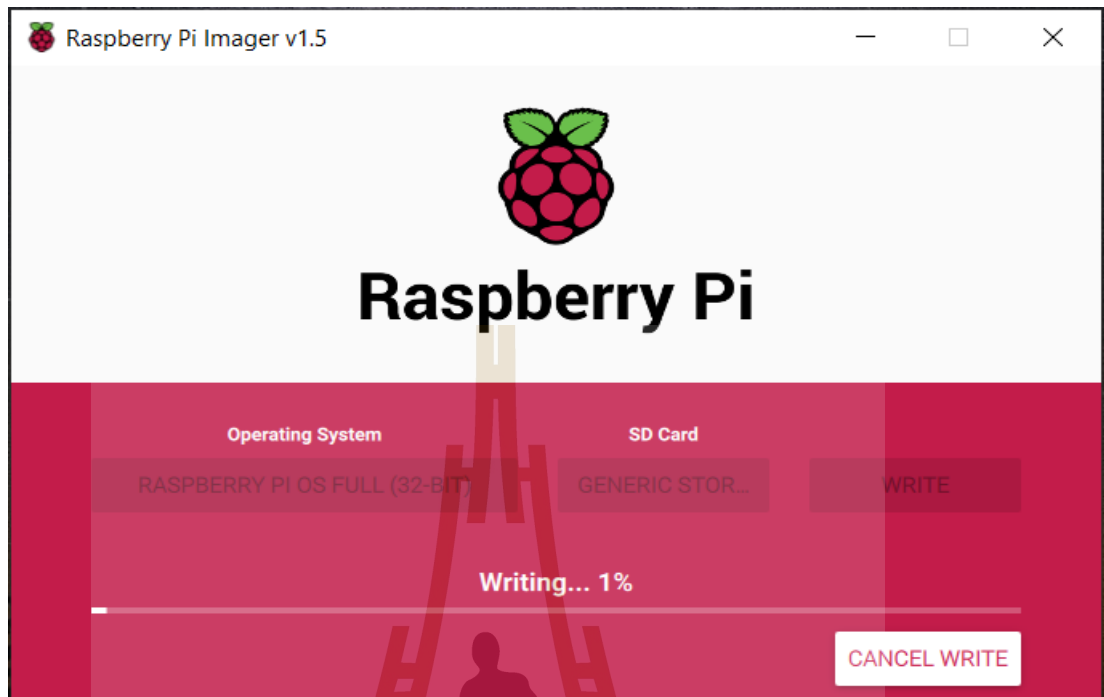 Raspberry Pi Imager v1.5
Raspberry Pi
Operating System SD Card
RASPBERRY PI OS FULL (32-BIT) GENERIC STOR... WRITE
Writing... 1%
CANCEL WRITE